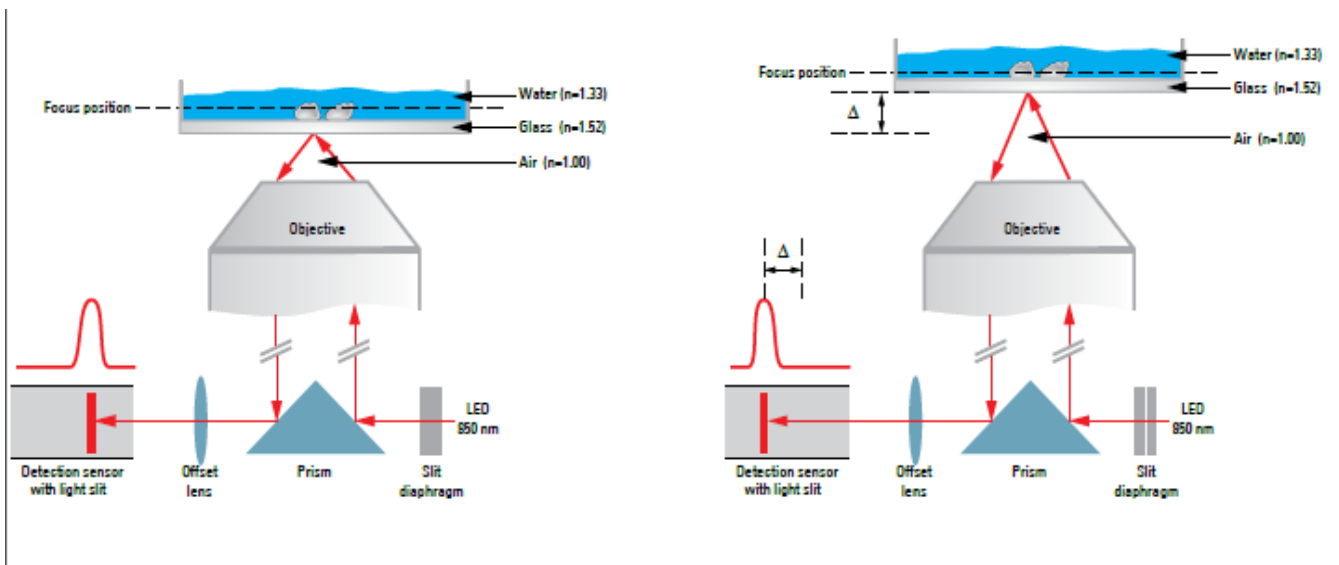 Water (n=1.33)
Focus position
Glass (n=1.52)
Air (n=1.00)
Objective
LED
850 nm
Detection sensor
with light slit
Offset
lens
Prism
Slit
diaphragm
Water (n=1.33)
Focus position
Glass (n=1.52)
Δ
Air (n=1.00)
Objective
Δ
LED
850 nm
Detection sensor
with light slit
Offset
lens
Prism
Slit
diaphragm